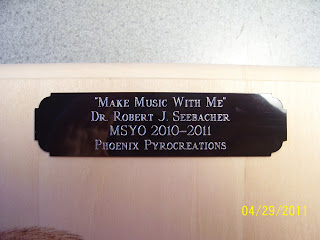 "Make Music With Me"
Dr. Robert J. Seebacher
MSYO 2010-2011
Phoenix Pyrocreations
04/29/2011